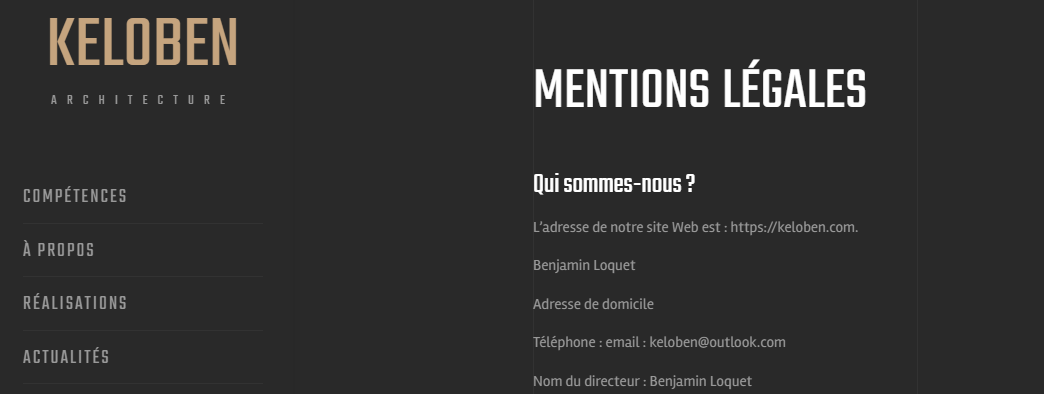 KELOBEN
ARCHITECTURE
COMPÉTENCES
À PROPOS
RÉALISATIONS
ACTUALITÉS
MENTIONS LÉGALES
Qui sommes-nous ?
L'adresse de notre site Web est : https://keloben.com.
Benjamin Loquet
Adresse de domicile
Téléphone : email : keloben@outlook.com
Nom du directeur : Benjamin Loquet